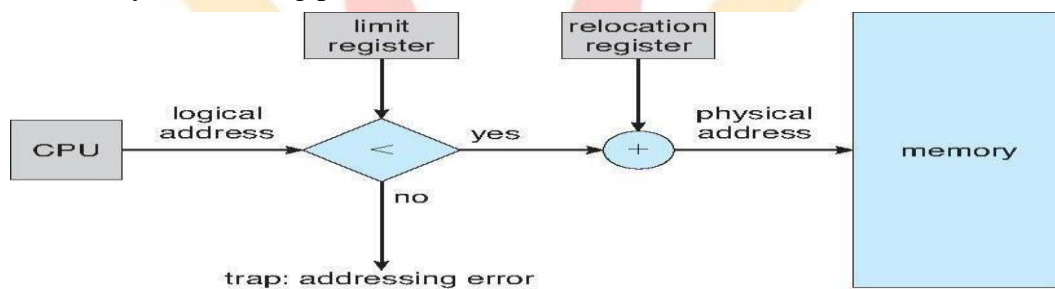 limit
register
relocation
register
logical
address
physical
address
CPU
<
yes
+
memory
no
trap: addressing error